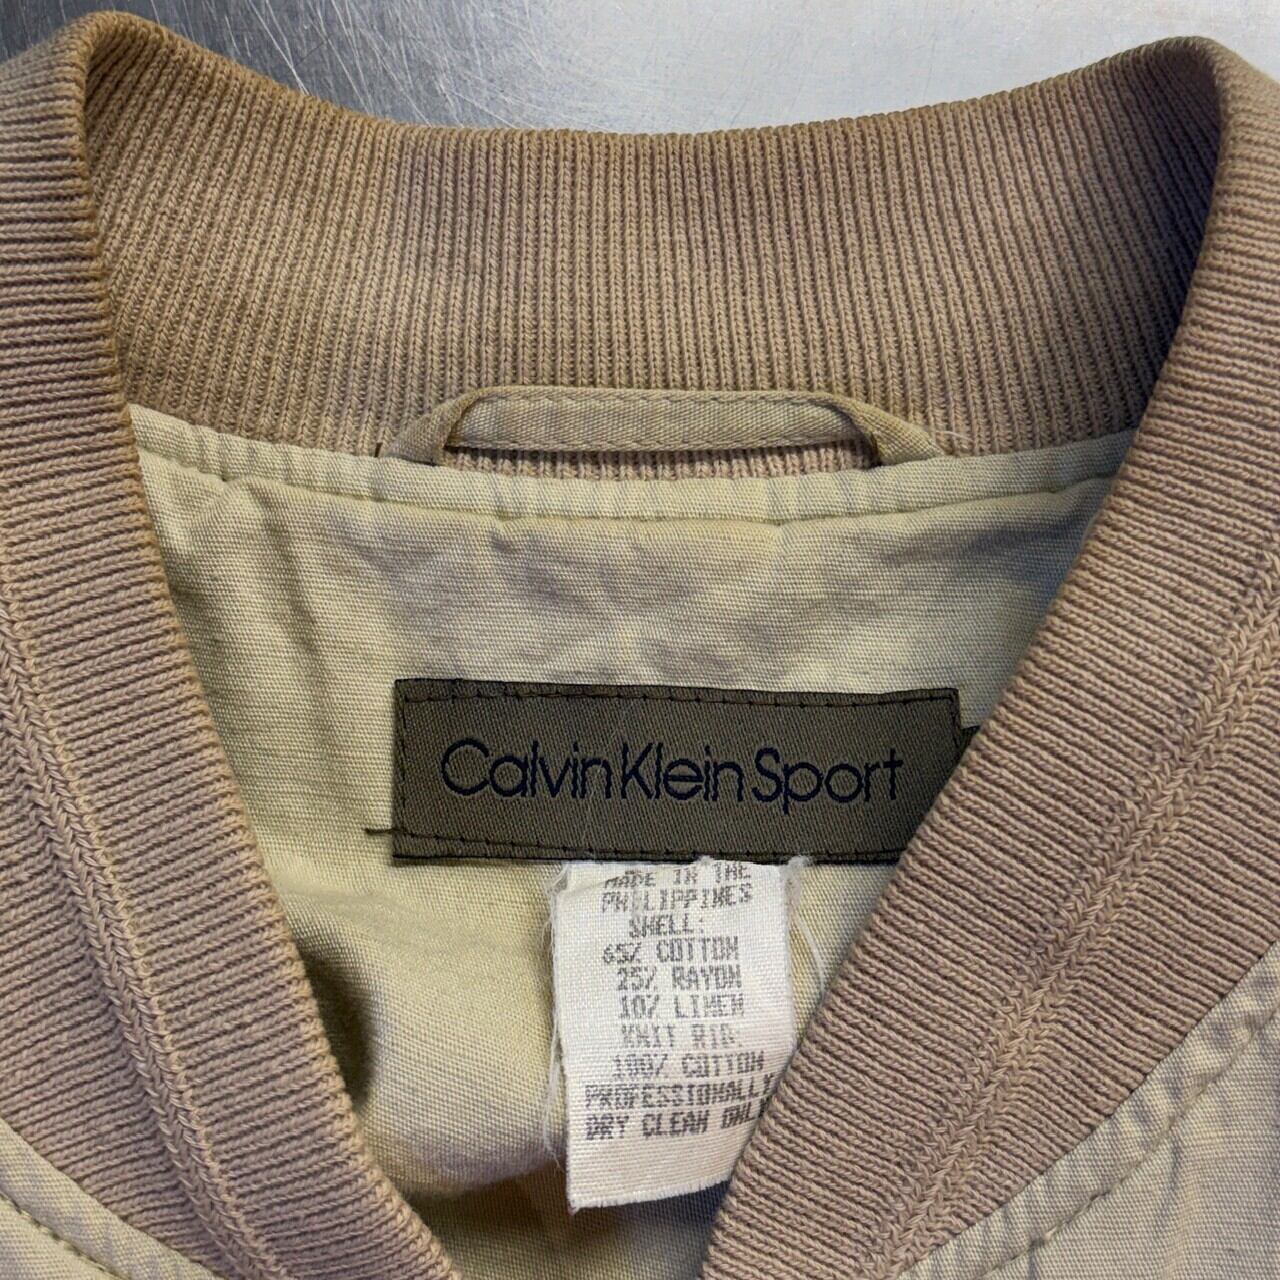 Calvin Klein Sport
MADE IN THE
PHILIPPINES
SHELL:
65% COTTON
25% RAYON
10% LINEN
KNIT RIB:
100% COTTON
PROFESSIONALLY
DRY CLEAN ONLY